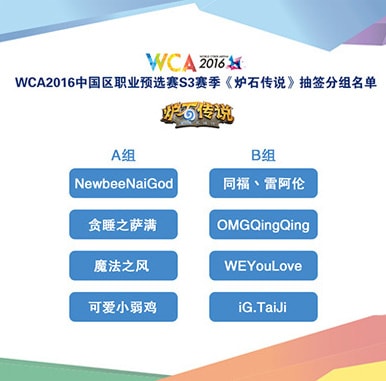 WCA 2016
WCA2016中国区职业预选赛S3赛季《炉石传说》抽签分组名单
炉石传说
A组 B组
NewbeeNaiGod 同福、雷阿伦
贪睡之萨满 OMGQingQing
魔法之风 WEYouLove
可爱小弱鸡 iG.TaiJi